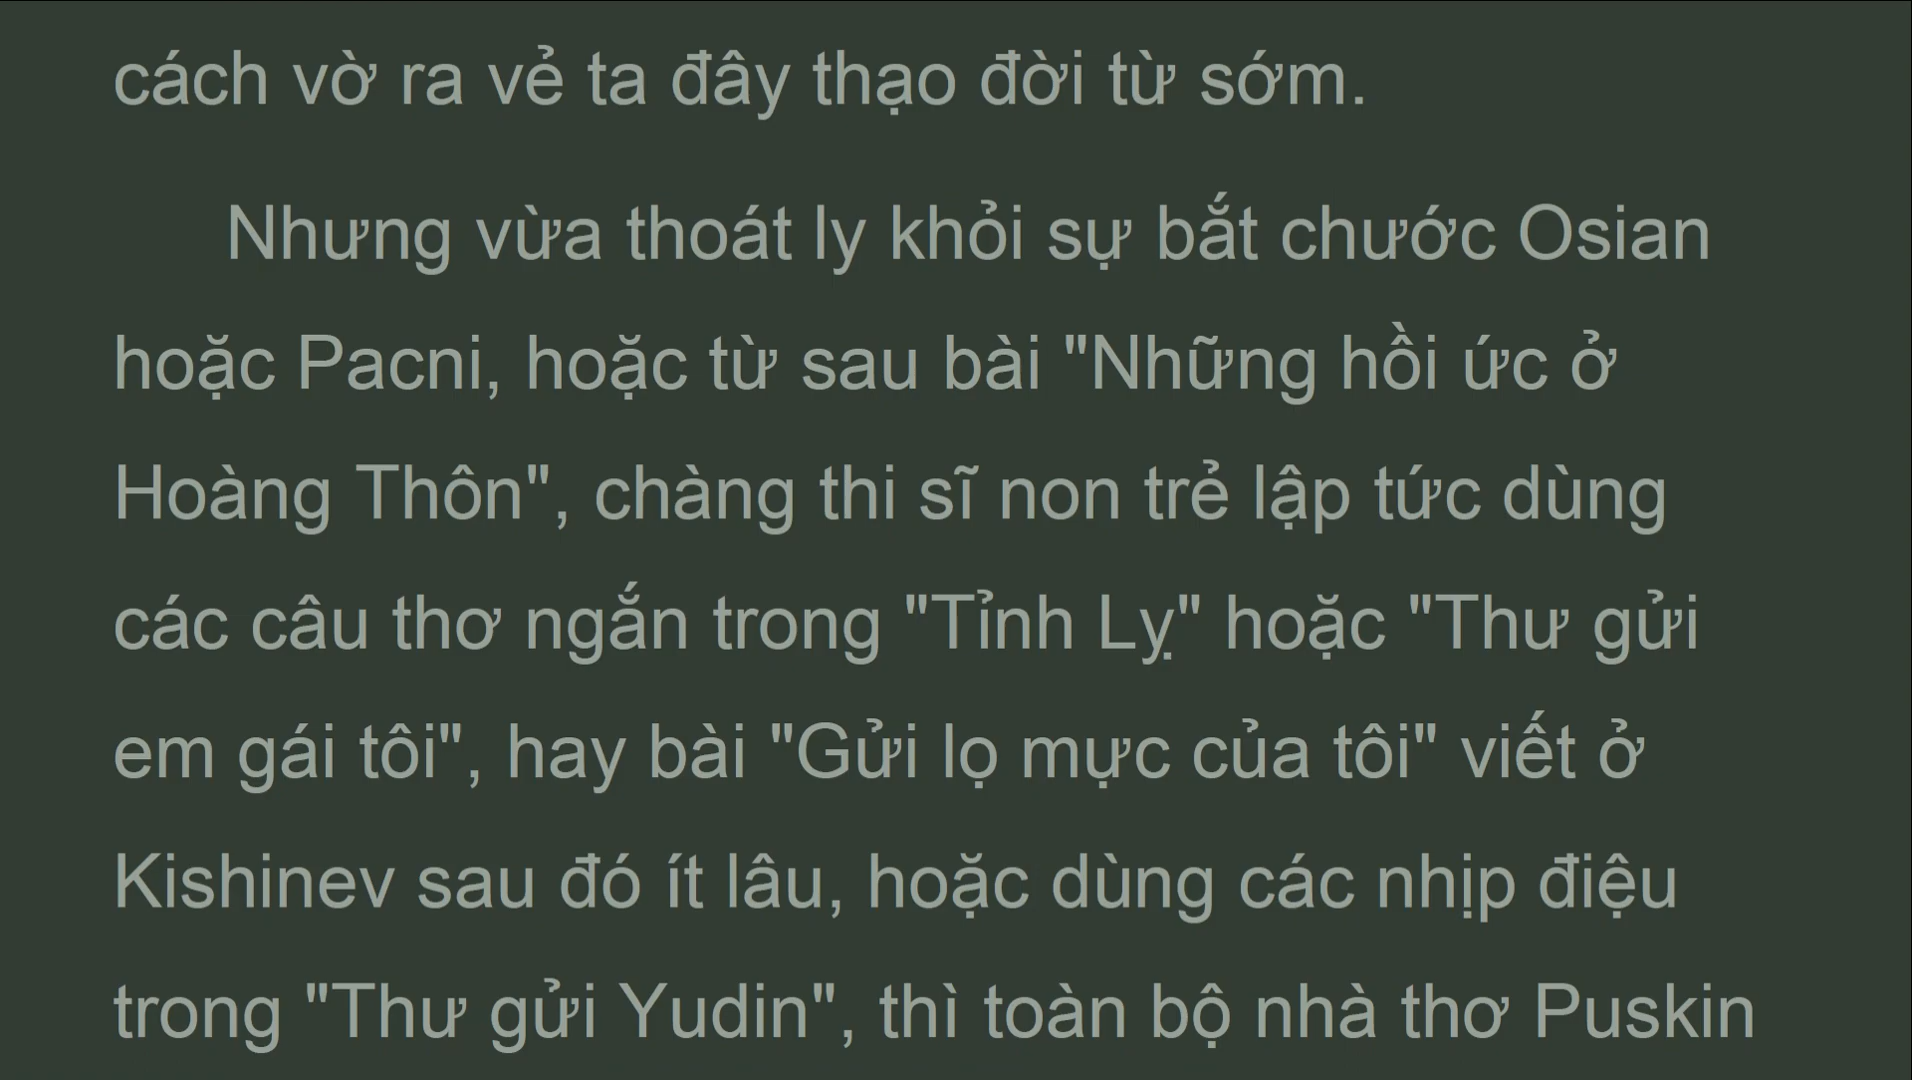 cách vờ ra vẻ ta đây thạo đời từ sớm.
Nhưng vừa thoát ly khỏi sự bắt chước Osian
hoặc Pacni, hoặc từ sau bài "Những hồi ức ở
Hoàng Thôn", chàng thi sĩ non trẻ lập tức dùng
các câu thơ ngắn trong "Tỉnh Lỵ" hoặc "Thư gửi
em gái tôi", hay bài "Gửi lọ mực của tôi" viết ở
Kishinev sau đó ít lâu, hoặc dùng các nhịp điệu
trong "Thư gửi Yudin", thì toàn bộ nhà thơ Puskin